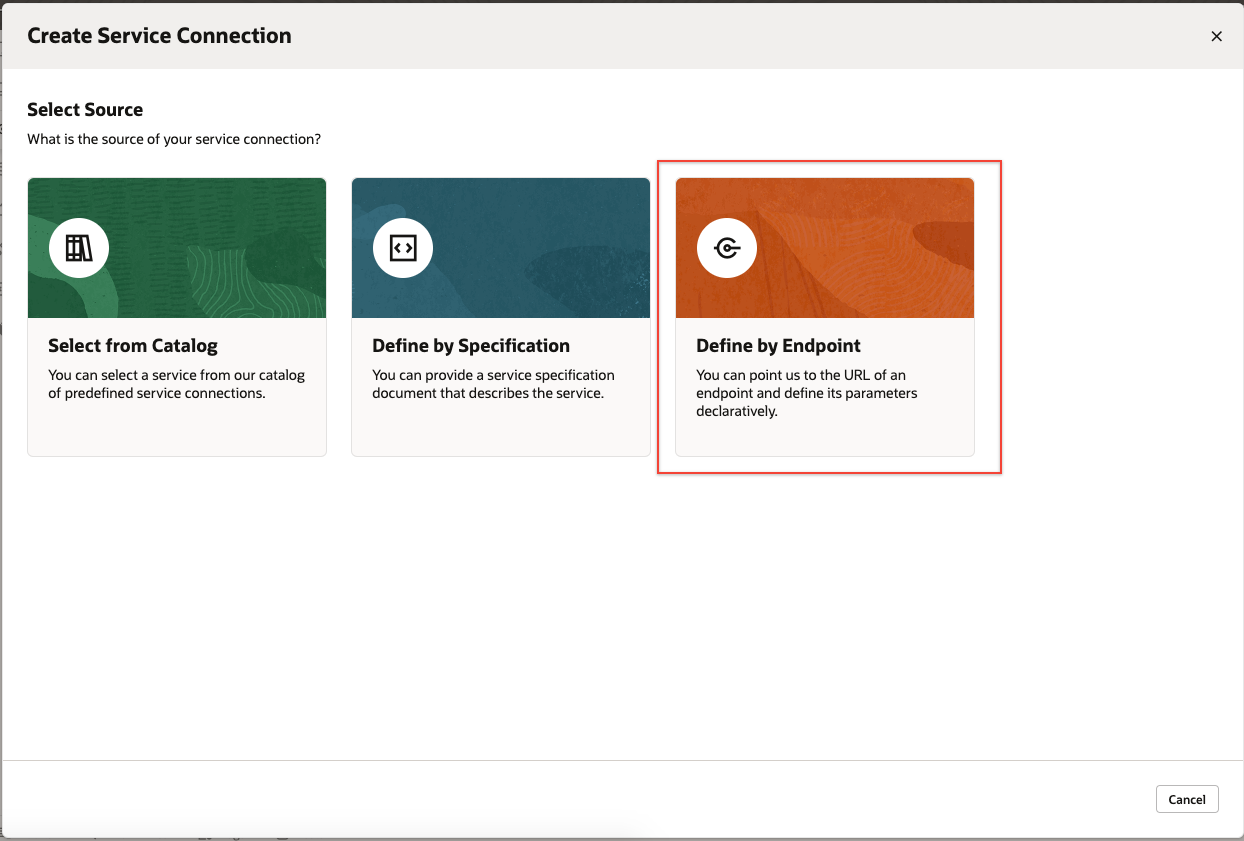 Create Service Connection
Select Source
What is the source of your service connection?
Select from Catalog
You can select a service from our catalog
of predefined service connections.
Define by Specification
You can provide a service specification
document that describes the service.
Define by Endpoint
You can point us to the URL of an
endpoint and define its parameters
declaratively.
Cancel